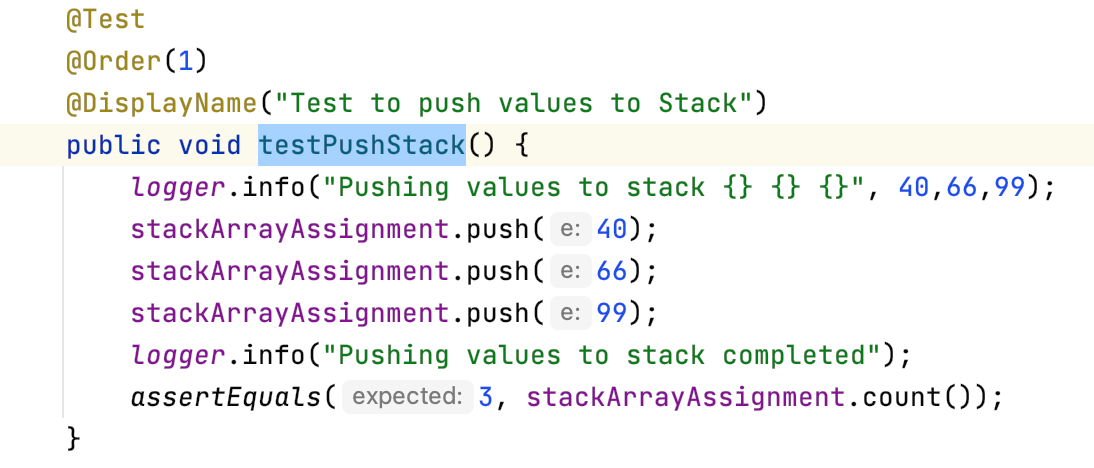 @Test
@Order(1)
@DisplayName("Test to push values to Stack")
public void testPushStack() {
logger.info("Pushing values to stack {} {} {}", 40,66,99);
stackArrayAssignment.push( e: 40);
stackArrayAssignment.push( e: 66);
stackArrayAssignment.push( e: 99);
logger.info("Pushing values to stack completed");
assertEquals( expected: 3, stackArrayAssignment.count());
}